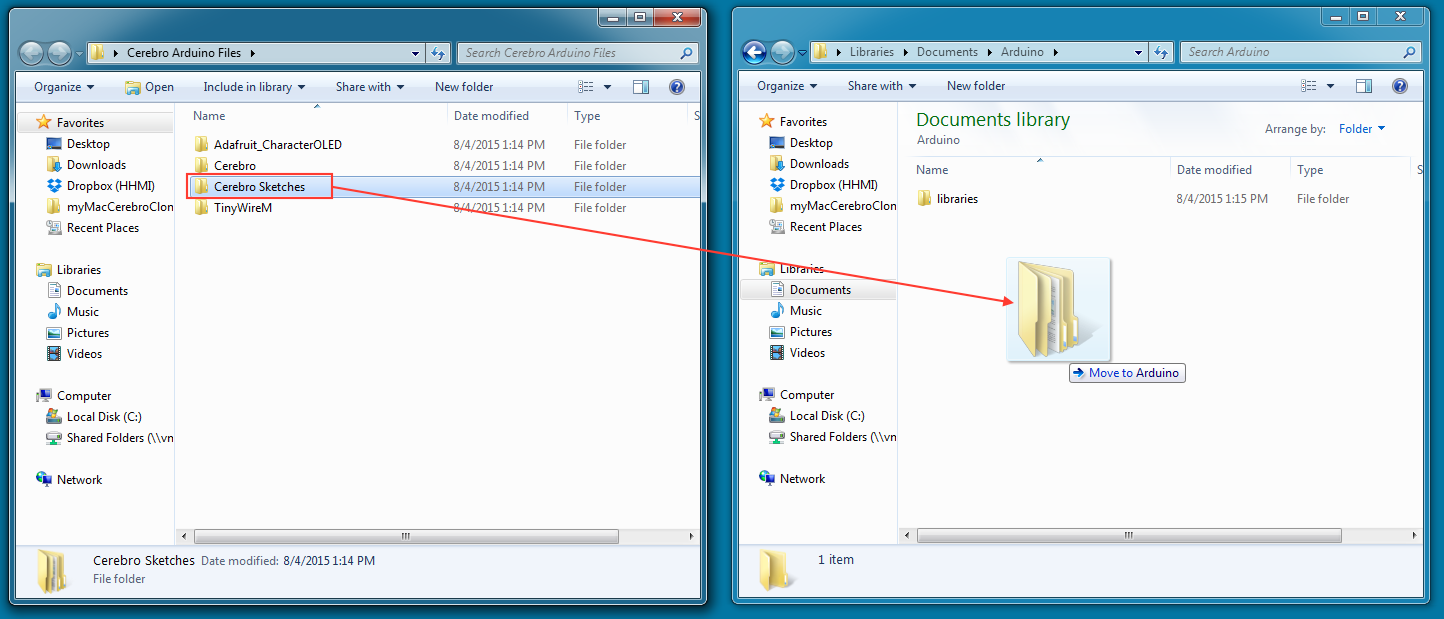 Cerebro Arduino Files
Search Cerebro Arduino Files
Organize Open Include in library Share with New folder
Name Date modified Type S
Favorites
Desktop
Downloads
Dropbox (HHMI)
myMacCerebroClon
Recent Places
Libraries
Documents
Music
Pictures
Videos
Computer
Local Disk (C:)
Shared Folders (\\vn
Network
Adafruit_CharacterOLED 8/4/2015 1:14 PM File folder
Cerebro 8/4/2015 1:14 PM File folder
Cerebro Sketches 8/4/2015 1:14 PM File folder
TinyWireM 8/4/2015 1:14 PM File folder
Cerebro Sketches Date modified: 8/4/2015 1:14 PM
File folder
Libraries Documents Arduino
Search Arduino
Organize Share with New folder
Favorites
Desktop
Downloads
Dropbox (HHMI)
myMacCerebroClon
Recent Places
Libraries
Documents
Music
Pictures
Videos
Computer
Local Disk (C:)
Shared Folders (\\vn
Network
Documents library
Arduino
Arrange by: Folder
Name Date modified Type S
libraries 8/4/2015 1:15 PM File folder
Move to Arduino
1 item